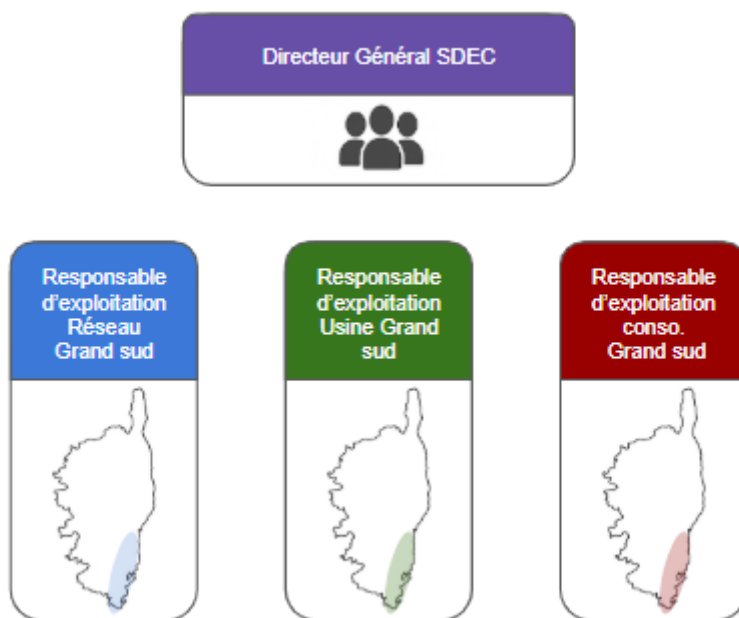 Directeur Général SDEC
Responsable
d'exploitation
Réseau
Grand sud
Responsable
d'exploitation
Usine Grand
sud
Responsable
d'exploitation
conso.
Grand sud